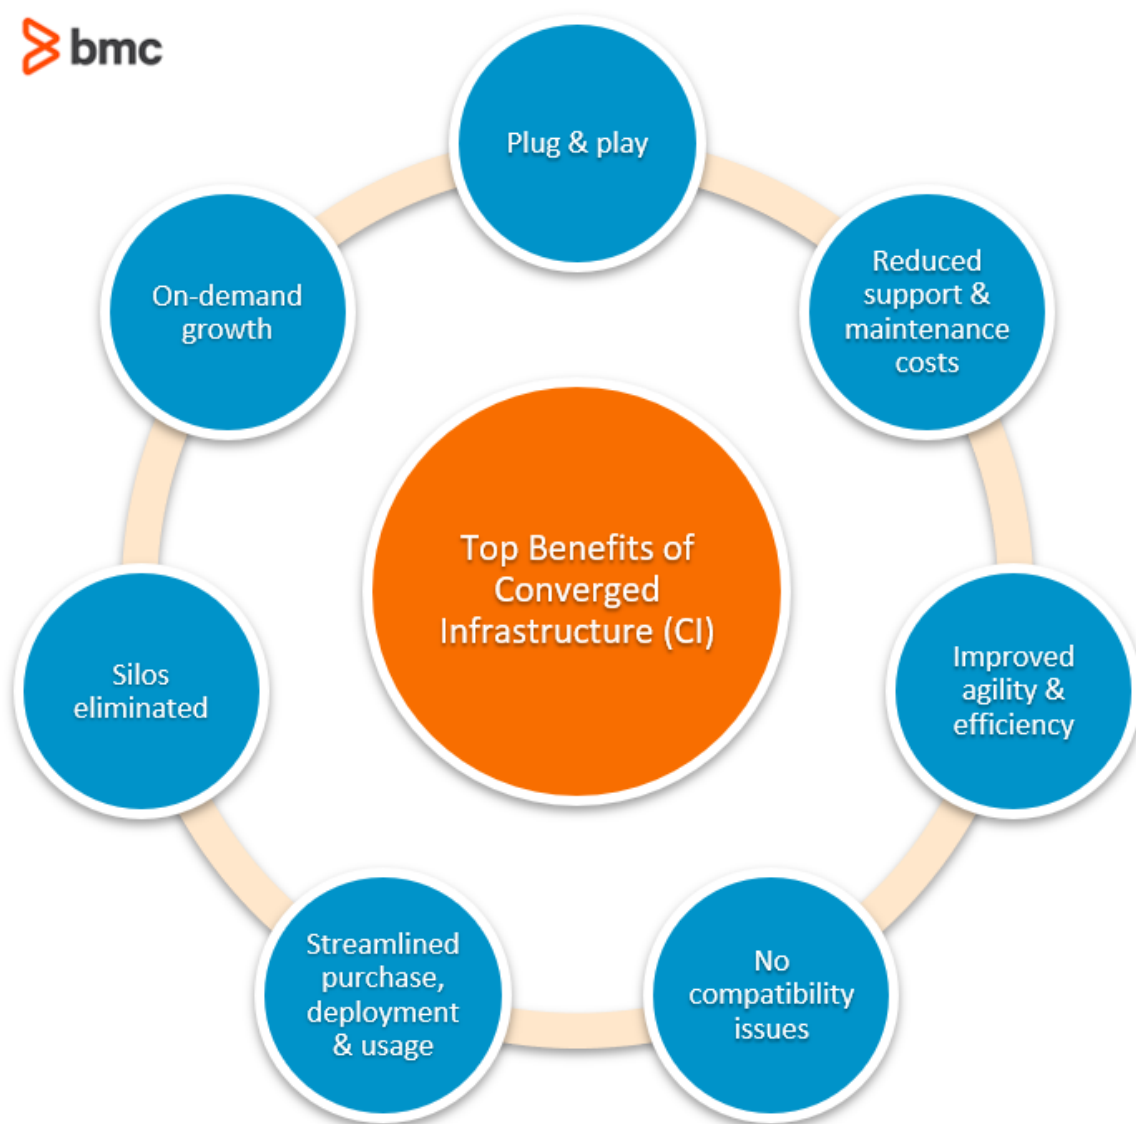 bmc
Plug & play
Reduced
support &
maintenance
costs
Improved
agility &
efficiency
No
compatibility
issues
Streamlined
purchase,
deployment
& usage
Silos
eliminated
On-demand
growth
Top Benefits of
Converged
Infrastructure (CI)